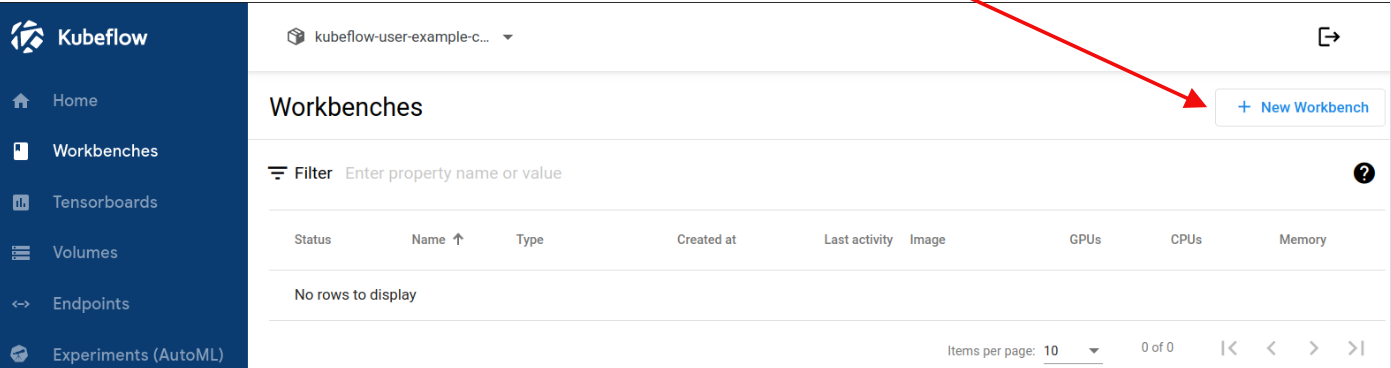 Kubeflow
kubeflow-user-example-c...
Home
Workbenches
Tensorboards
Volumes
Endpoints
Experiments (AutoML)
Workbenches
+ New Workbench
Filter Enter property name or value
Status Name Type Created at Last activity Image GPUs CPUs Memory
No rows to display
Items per page: 10 0 of 0